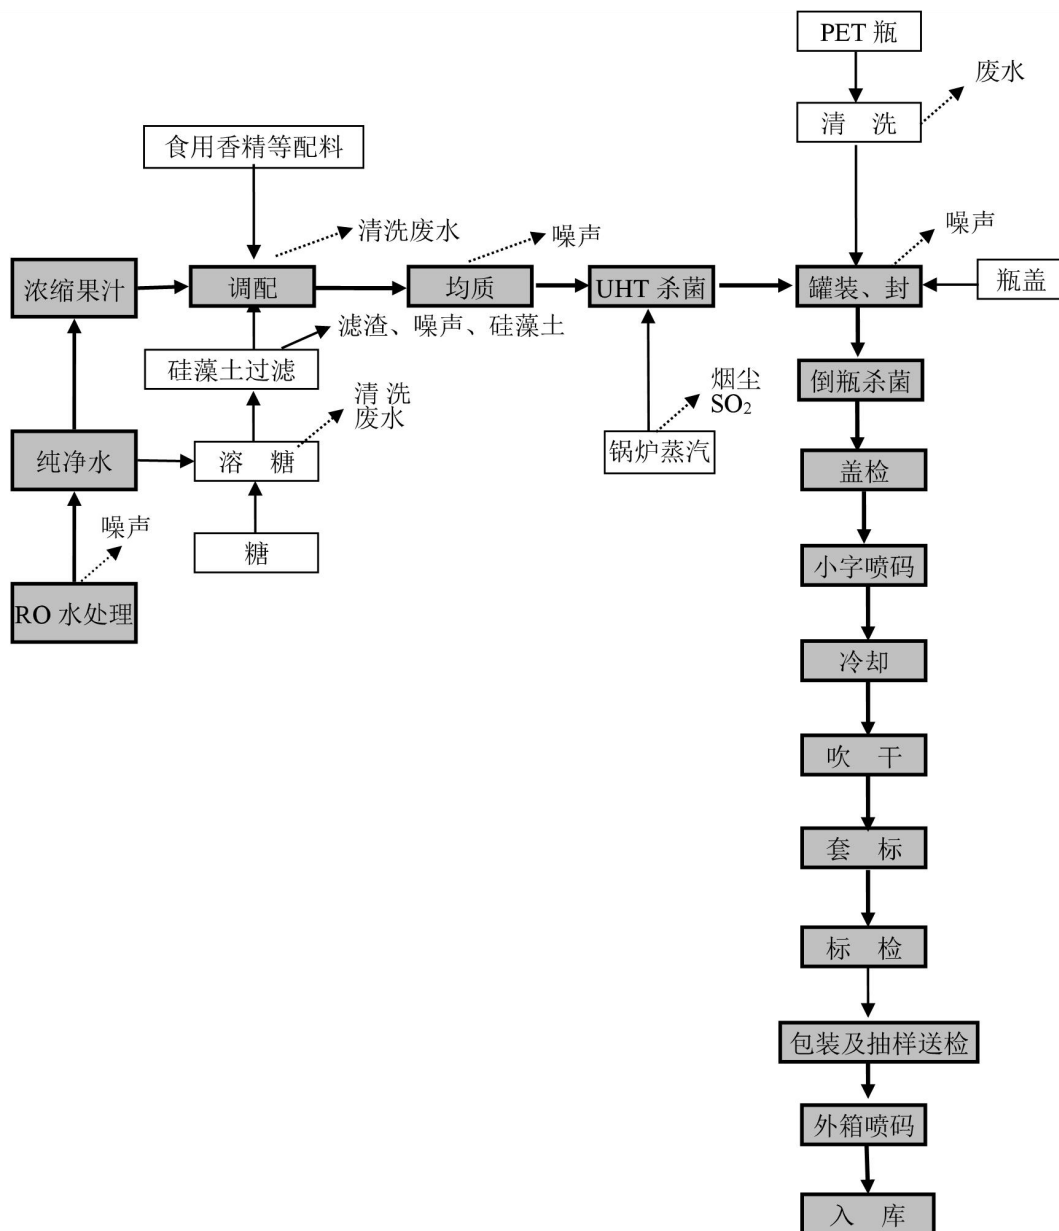 PET 瓶
废水
清 洗
食用香精等配料
清洗废水
噪声
噪声
浓缩果汁
调配
均质
UHT 杀菌
罐装、封
瓶盖
滤渣、噪声、硅藻土
硅藻土过滤
烟尘
SO₂
倒瓶杀菌
清 洗
废水
纯净水
溶 糖
锅炉蒸汽
盖检
噪声
糖
小字喷码
RO 水处理
冷却
吹 干
套 标
标 检
包装及抽样送检
外箱喷码
入 库